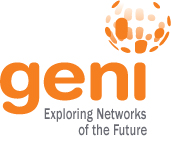 geni
Exploring Networks
of the Future